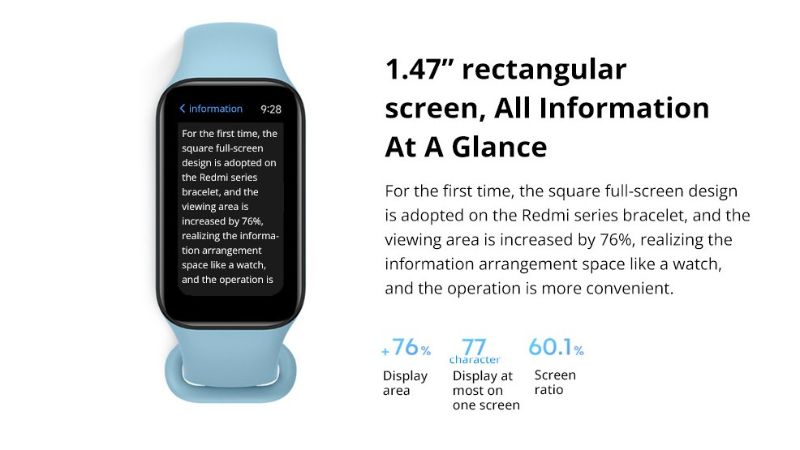 < information 9:28
For the first time, the
square full-screen
design is adopted on
the Redmi series
bracelet, and the
viewing area is
increased by 76%,
realizing the informa-
tion arrangement
space like a watch,
and the operation is
1.47” rectangular
screen, All Information
At A Glance
For the first time, the square full-screen design
is adopted on the Redmi series bracelet, and the
viewing area is increased by 76%, realizing the
information arrangement space like a watch,
and the operation is more convenient.
+76%
Display
area
77
character
Display at
most on
one screen
60.1%
Screen
ratio